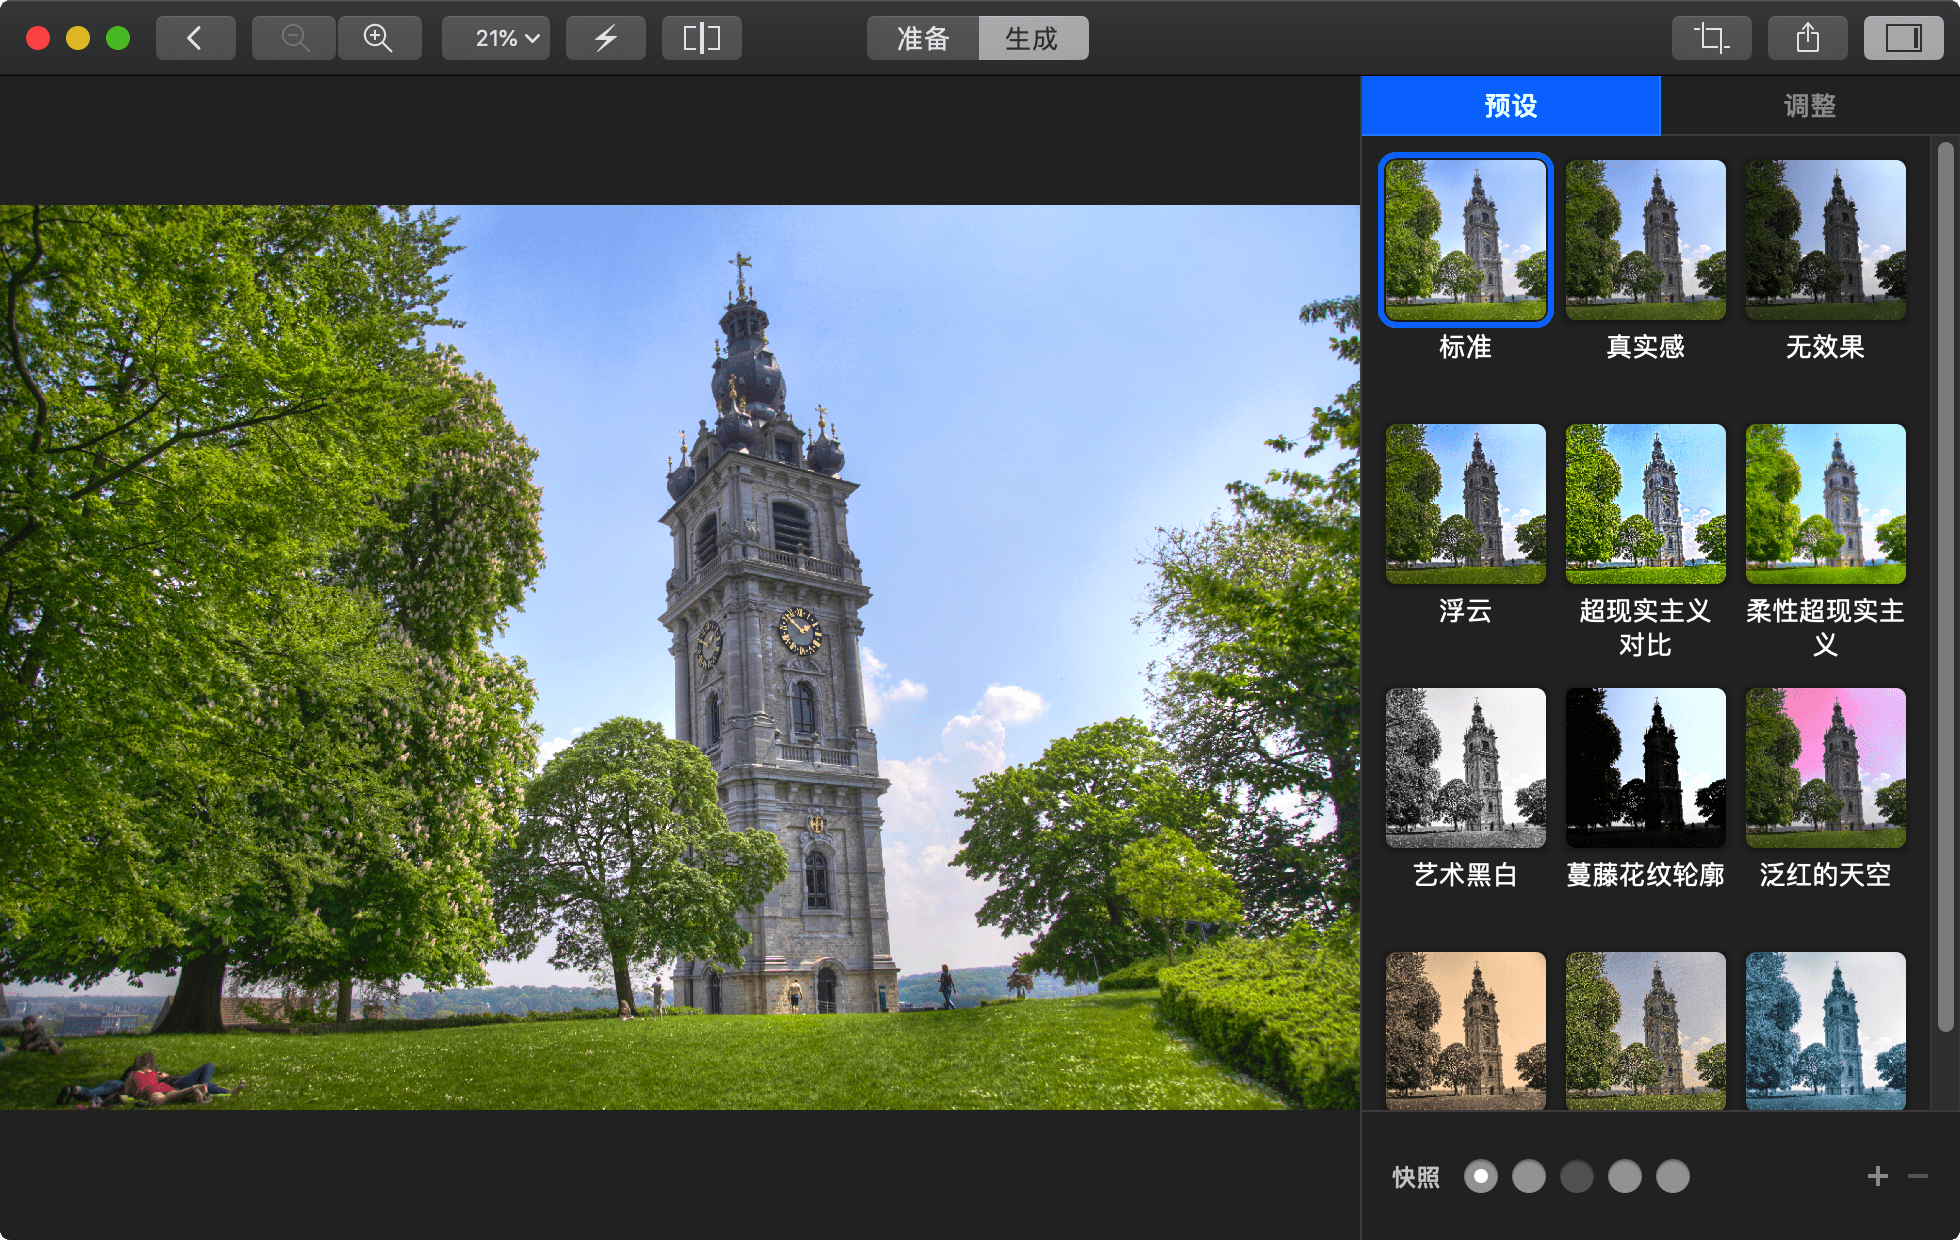 21%
准备
生成
预设
调整
标准
真实感
无效果
浮云
超现实主义
对比
柔性超现实主
义
艺术黑白
蔓藤花纹轮廓
泛红的天空
快照